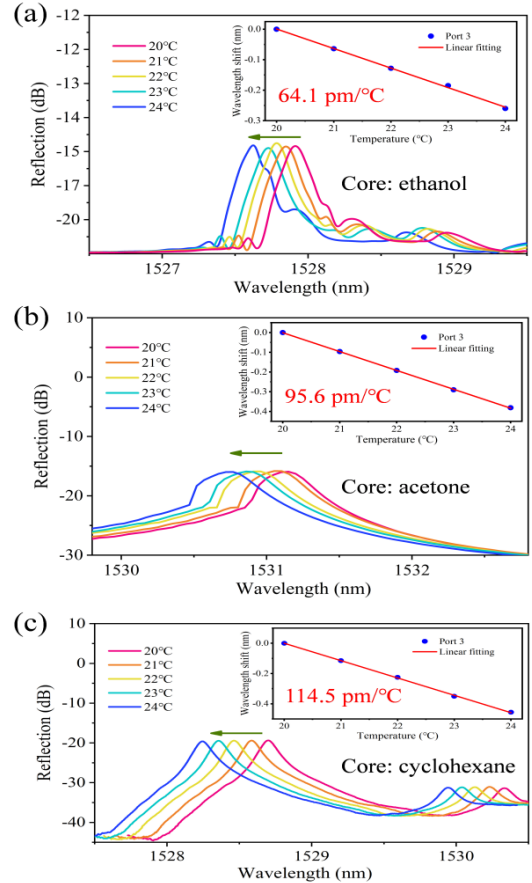 (a)
-12
-12
-15
-17
-20
Reflection (dB)
20°C
21°C
22°C
23°C
24°C
0.0
-0.1
-0.2
-0.3
Wavelength shift (nm)
Port 3
Linear fitting
64.1 pm/°C
20
21
22
23
24
Temperature (°C)
Core: ethanol
1527
1528
1529
Wavelength (nm)
(b)
10
0
-10
-20
-30
Reflection (dB)
20°C
21°C
22°C
23°C
24°C
0.0
-0.1
-0.2
-0.3
-0.4
Wavelength shift (nm)
Port 3
Linear fitting
95.6 pm/°C
20
21
22
23
24
Temperature (°C)
Core: acetone
1530
1531
1532
Wavelength (nm)
(c)
10
0
-10
-20
-30
-40
Reflection (dB)
20°C
21°C
22°C
23°C
24°C
0.0
-0.2
-0.4
Wavelength shift (nm)
Port 3
Linear fitting
114.5 pm/°C
20
21
22
23
24
Temperature (°C)
Core: cyclohexane
1528
1529
1530
Wavelength (nm)